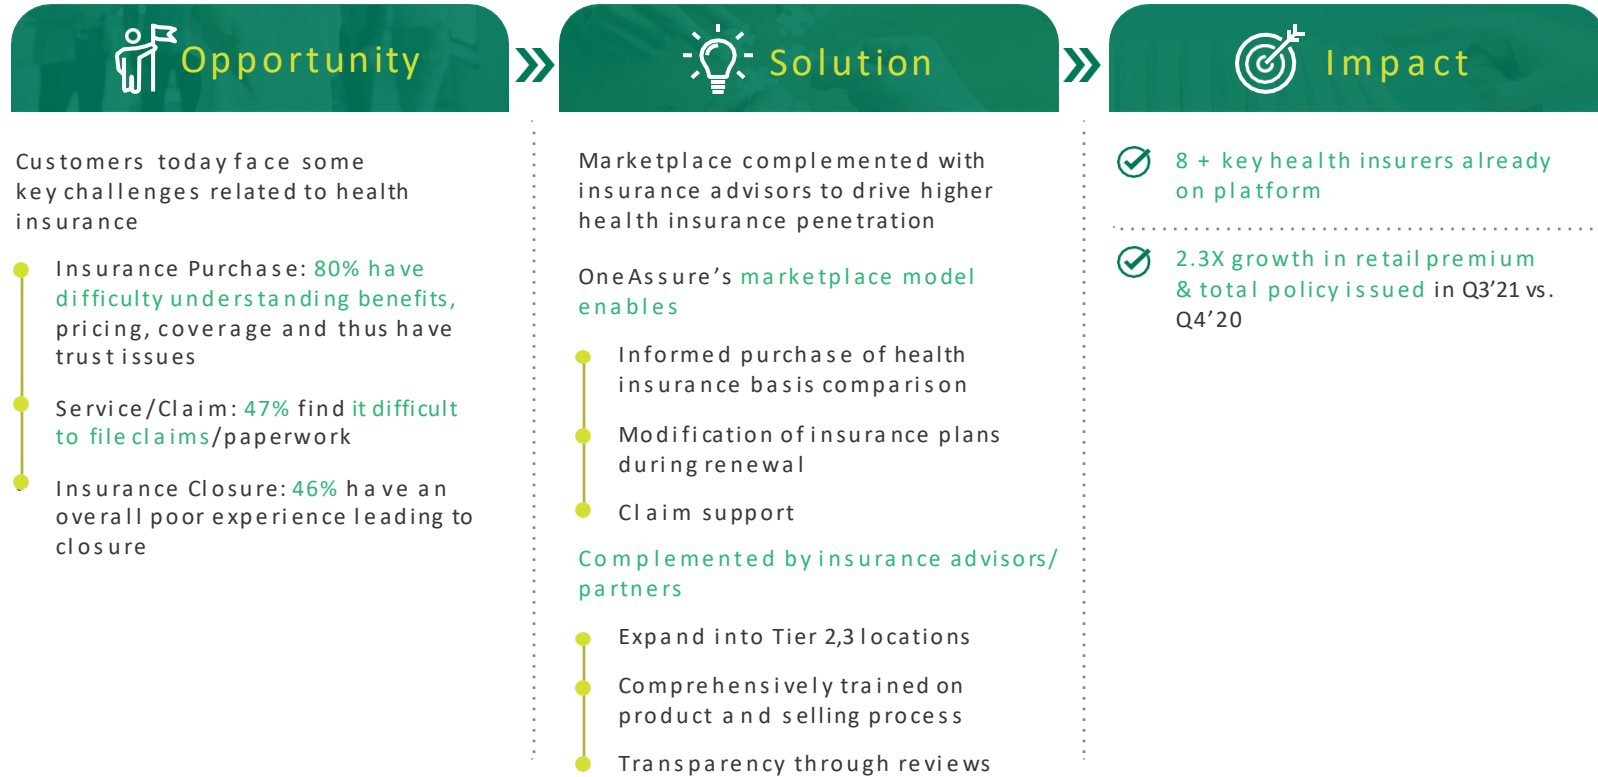 Opportunity
Customers today face some
key challenges related to health
insurance
Insurance Purchase: 80% have
difficulty understanding benefits,
pricing, coverage and thus have
trust issues
Service/Claim: 47% find it difficult
to file claims/paperwork
Insurance Closure: 46% have an
overall poor experience leading to
closure
Solution
Marketplace complemented with
insurance advisors to drive higher
health insurance penetration
OneAssure’s marketplace model
enables
Informed purchase of health
insurance basis comparison
Modification of insurance plans
during renewal
Claim support
Complemented by insurance advisors/
partners
Expand into Tier 2,3 locations
Comprehensively trained on
product and selling process
Transparency through reviews
Impact
8 + key health insurers already
on platform
2.3X growth in retail premium
& total policy issued in Q3’21 vs.
Q4’20